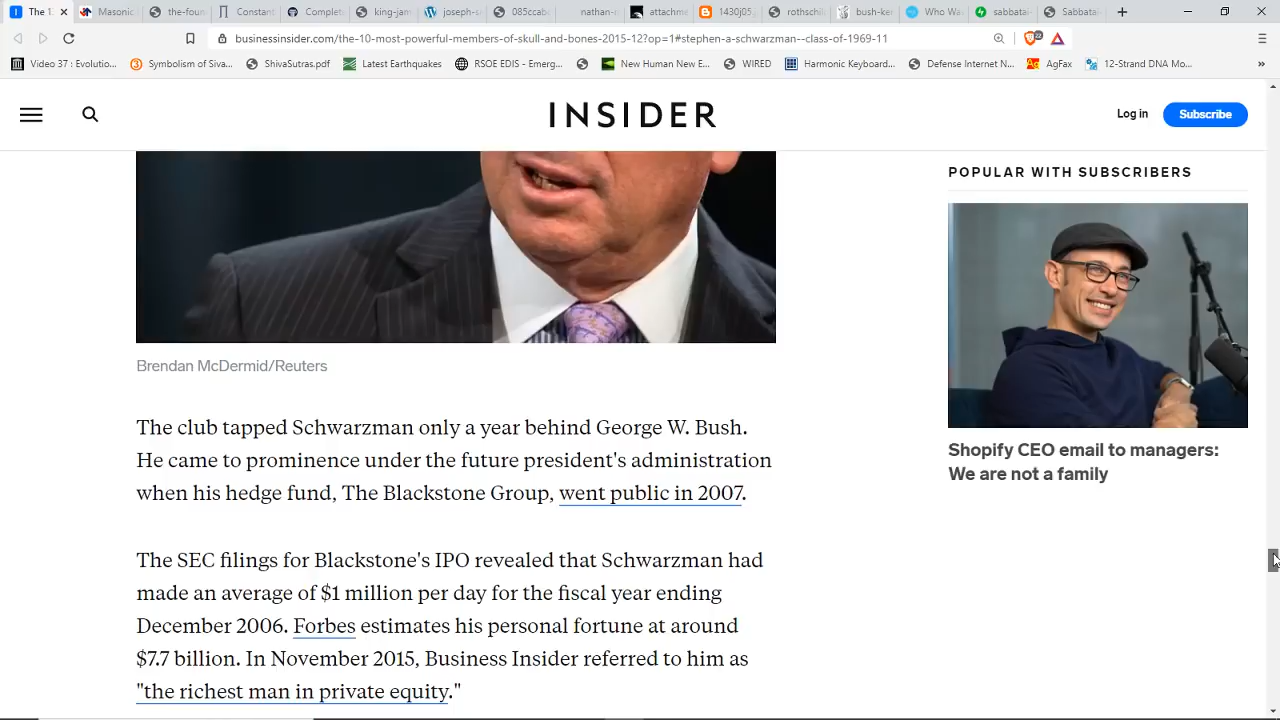 The 1
Masonic
the-foun
Constant
Complet
king-jam
joseph-s
085ccabc
nathan-r
attachme
1430j05
rothschil
bush-ker
Who Wa
sabbatai-
Sabbatai
businessinsider.com/the-10-most-powerful-members-of-skull-and-bones-2015-12?op=1#stephen-a-schwarzman--class-of-1969-11
22
Video 37 : Evolutio...
Symbolism of Siva...
ShivaSutras.pdf
Latest Earthquakes
RSOE EDIS - Emerg...
New Human New E...
WIRED
Harmonic Keyboard...
Defense Internet N...
AgFax
12-Strand DNA Mo...
INSIDER
Log in
Subscribe
POPULAR WITH SUBSCRIBERS
Shopify CEO email to managers:
We are not a family
Brendan McDermid/Reuters
The club tapped Schwarzman only a year behind George W. Bush.
He came to prominence under the future president's administration
when his hedge fund, The Blackstone Group, went public in 2007.
The SEC filings for Blackstone's IPO revealed that Schwarzman had
made an average of $1 million per day for the fiscal year ending
December 2006. Forbes estimates his personal fortune at around
$7.7 billion. In November 2015, Business Insider referred to him as
"the richest man in private equity."